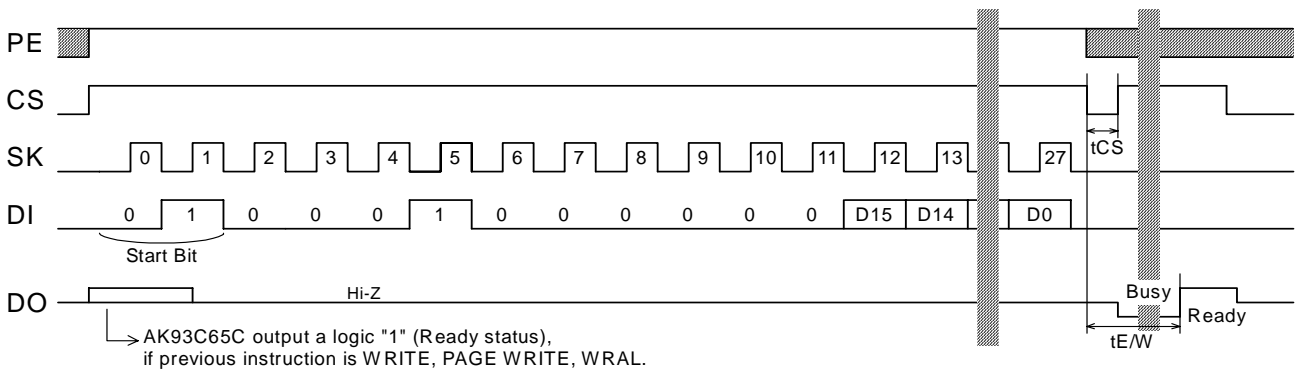 PE
CS
tCS
SK 0 1 2 3 4 5 6 7 8 9 10 11 12 13 27
DI 0 1 0 0 0 1 0 0 0 0 0 0 D15 D14 D0
Start Bit
DO Hi-Z Busy Ready
tE/W
AK93C65C output a logic "1" (Ready status),
if previous instruction is WRITE, PAGE WRITE, WRAL.